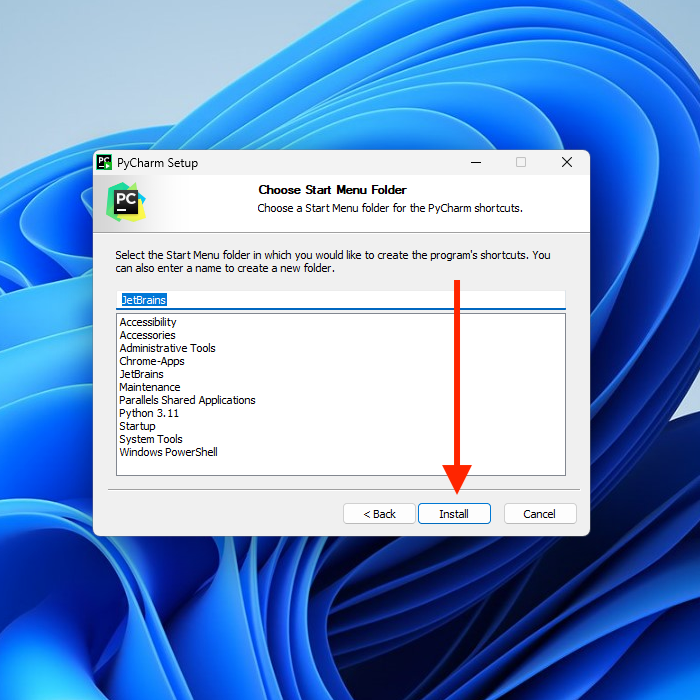 PC PyCharm Setup
PC
Choose Start Menu Folder
Choose a Start Menu folder for the PyCharm shortcuts.
Select the Start Menu folder in which you would like to create the program's shortcuts. You
can also enter a name to create a new folder.
JetBrains
Accessibility
Accessories
Administrative Tools
Chrome-Apps
JetBrains
Maintenance
Parallels Shared Applications
Python 3.11
Startup
System Tools
Windows PowerShell
< Back Install Cancel